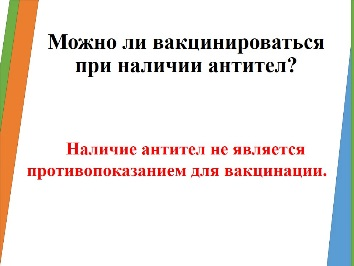 Можно ли вакцинироваться
при наличии антител?
Наличие антител не является
противопоказанием для вакцинации.